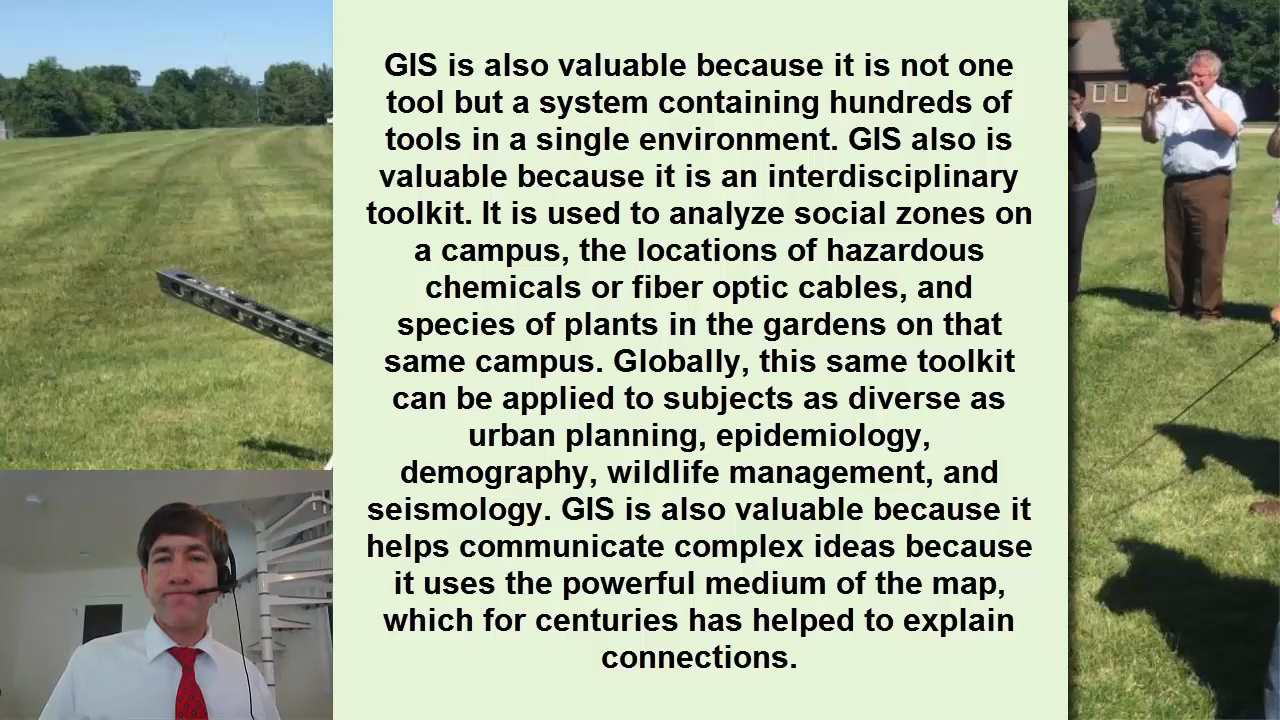 GIS is also valuable because it is not one
tool but a system containing hundreds of
tools in a single environment. GIS also is
valuable because it is an interdisciplinary
toolkit. It is used to analyze social zones on
a campus, the locations of hazardous
chemicals or fiber optic cables, and
species of plants in the gardens on that
same campus. Globally, this same toolkit
can be applied to subjects as diverse as
urban planning, epidemiology,
demography, wildlife management, and
seismology. GIS is also valuable because it
helps communicate complex ideas because
it uses the powerful medium of the map,
which for centuries has helped to explain
connections.